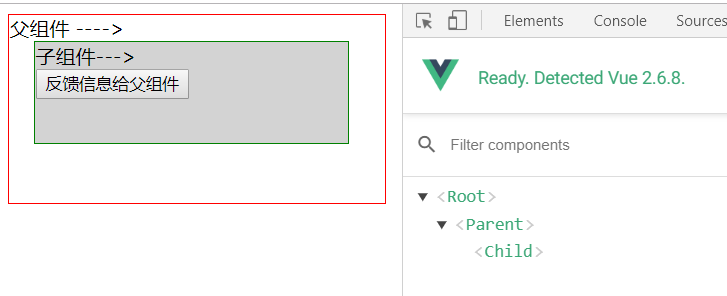 父组件 ---->
子组件--->
反馈信息给父组件
Elements Console Sources
Ready. Detected Vue 2.6.8.
Filter components
<Root>
<Parent>
<Child>